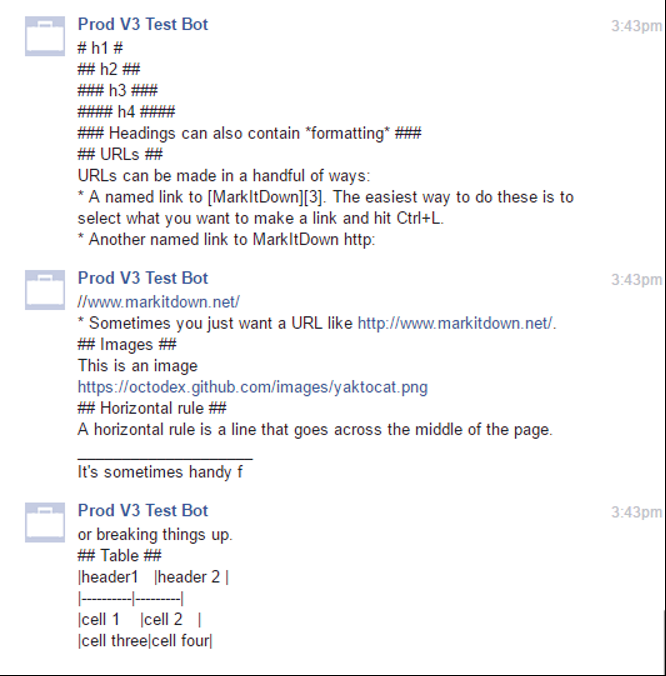 Prod V3 Test Bot 3:43pm
# h1 #
## h2 ##
### h3 ###
#### h4 ####
### Headings can also contain *formatting* ###
## URLs ##
URLs can be made in a handful of ways:
* A named link to [MarkItDown][3]. The easiest way to do these is to
select what you want to make a link and hit Ctrl+L.
* Another named link to MarkItDown http:
Prod V3 Test Bot 3:43pm
//www.markitdown.net/
* Sometimes you just want a URL like http://www.markitdown.net/.
## Images ##
This is an image
https://octodex.github.com/images/yaktocat.png
## Horizontal rule ##
A horizontal rule is a line that goes across the middle of the page.
____________________
It's sometimes handy f
Prod V3 Test Bot 3:43pm
or breaking things up.
## Table ##
|header1   |header 2 |
|----------|---------|
|cell 1    |cell 2   |
|cell three|cell four|